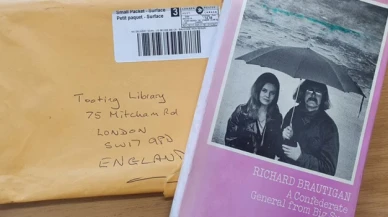 Small Packet - Surface
Petit paquet - Surface
3
Tooting Library
75 Mitcham Rd
LONDON
SW17 9PD
ENGLAND
RICHARD BRAUTIGAN
A Confederate
General from Big